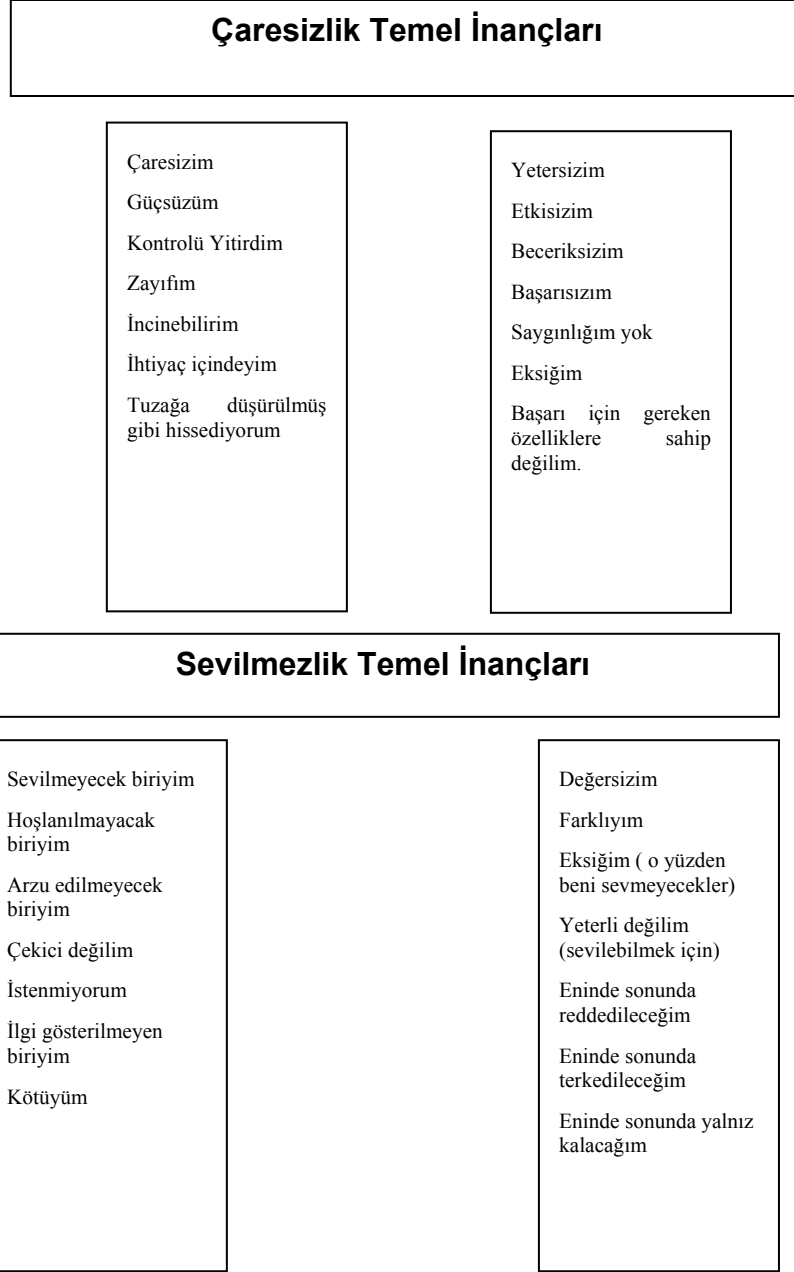 Çaresizlik Temel İnançları
Çaresizim
Güçsüzüm
Kontrolü Yitirdim
Zayıfım
İncinebilirim
İhtiyaç içindeyim
Tuzağa düşürülmüş
gibi hissediyorum
Yetersizim
Etkisizim
Beceriksizim
Başarısızım
Saygınlığım yok
Eksiğim
Başarı için gereken
özelliklere sahip
değilim.
Sevilmezlik Temel İnançları
Sevilmeyecek biriyim
Hoşlanılmayacak
biriyim
Arzu edilmeyecek
biriyim
Çekici değilim
İstenmiyorum
İlgi gösterilmeyen
biriyim
Kötüyüm
Değersizim
Farklıyım
Eksiğim ( o yüzden
beni sevmeyecekler)
Yeterli değilim
(sevilebilmek için)
Eninde sonunda
reddedileceğim
Eninde sonunda
terkedileceğim
Eninde sonunda yalnız
kalacağım